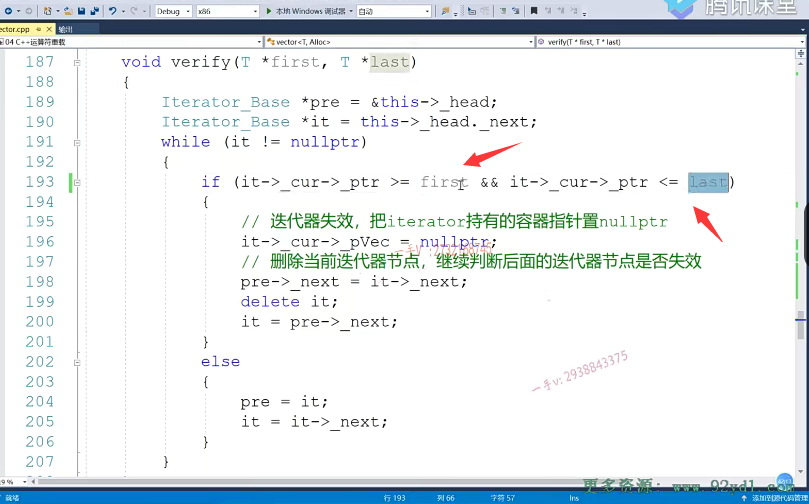 腾讯课堂
Debug x86 本地 Windows 调试器 自动
ector.cpp 输出
04 C++运算符重载 vector<T, Alloc> verify(T * first, T * last)
187 void verify(T *first, T *last)
188 {
189 Iterator_Base *pre = &this->_head;
190 Iterator_Base *it = this->_head._next;
191 while (it != nullptr)
192 {
193 if (it->_cur->_ptr >= first && it->_cur->_ptr <= last)
194 {
195 // 迭代器失效，把iterator持有的容器指针置nullptr
196 it->_cur->_pVec = nullptr;
197 // 删除当前迭代器节点，继续判断后面的迭代器节点是否失效
198 pre->_next = it->_next;
199 delete it;
200 it = pre->_next;
201 }
202 else
203 {
204 pre = it;
205 it = it->_next;
206 }
207 }
一手v:2938843375
更多资源：www.92xdl.com
就绪 行 193 列 66 字符 57 Ins 添加到源代码管理